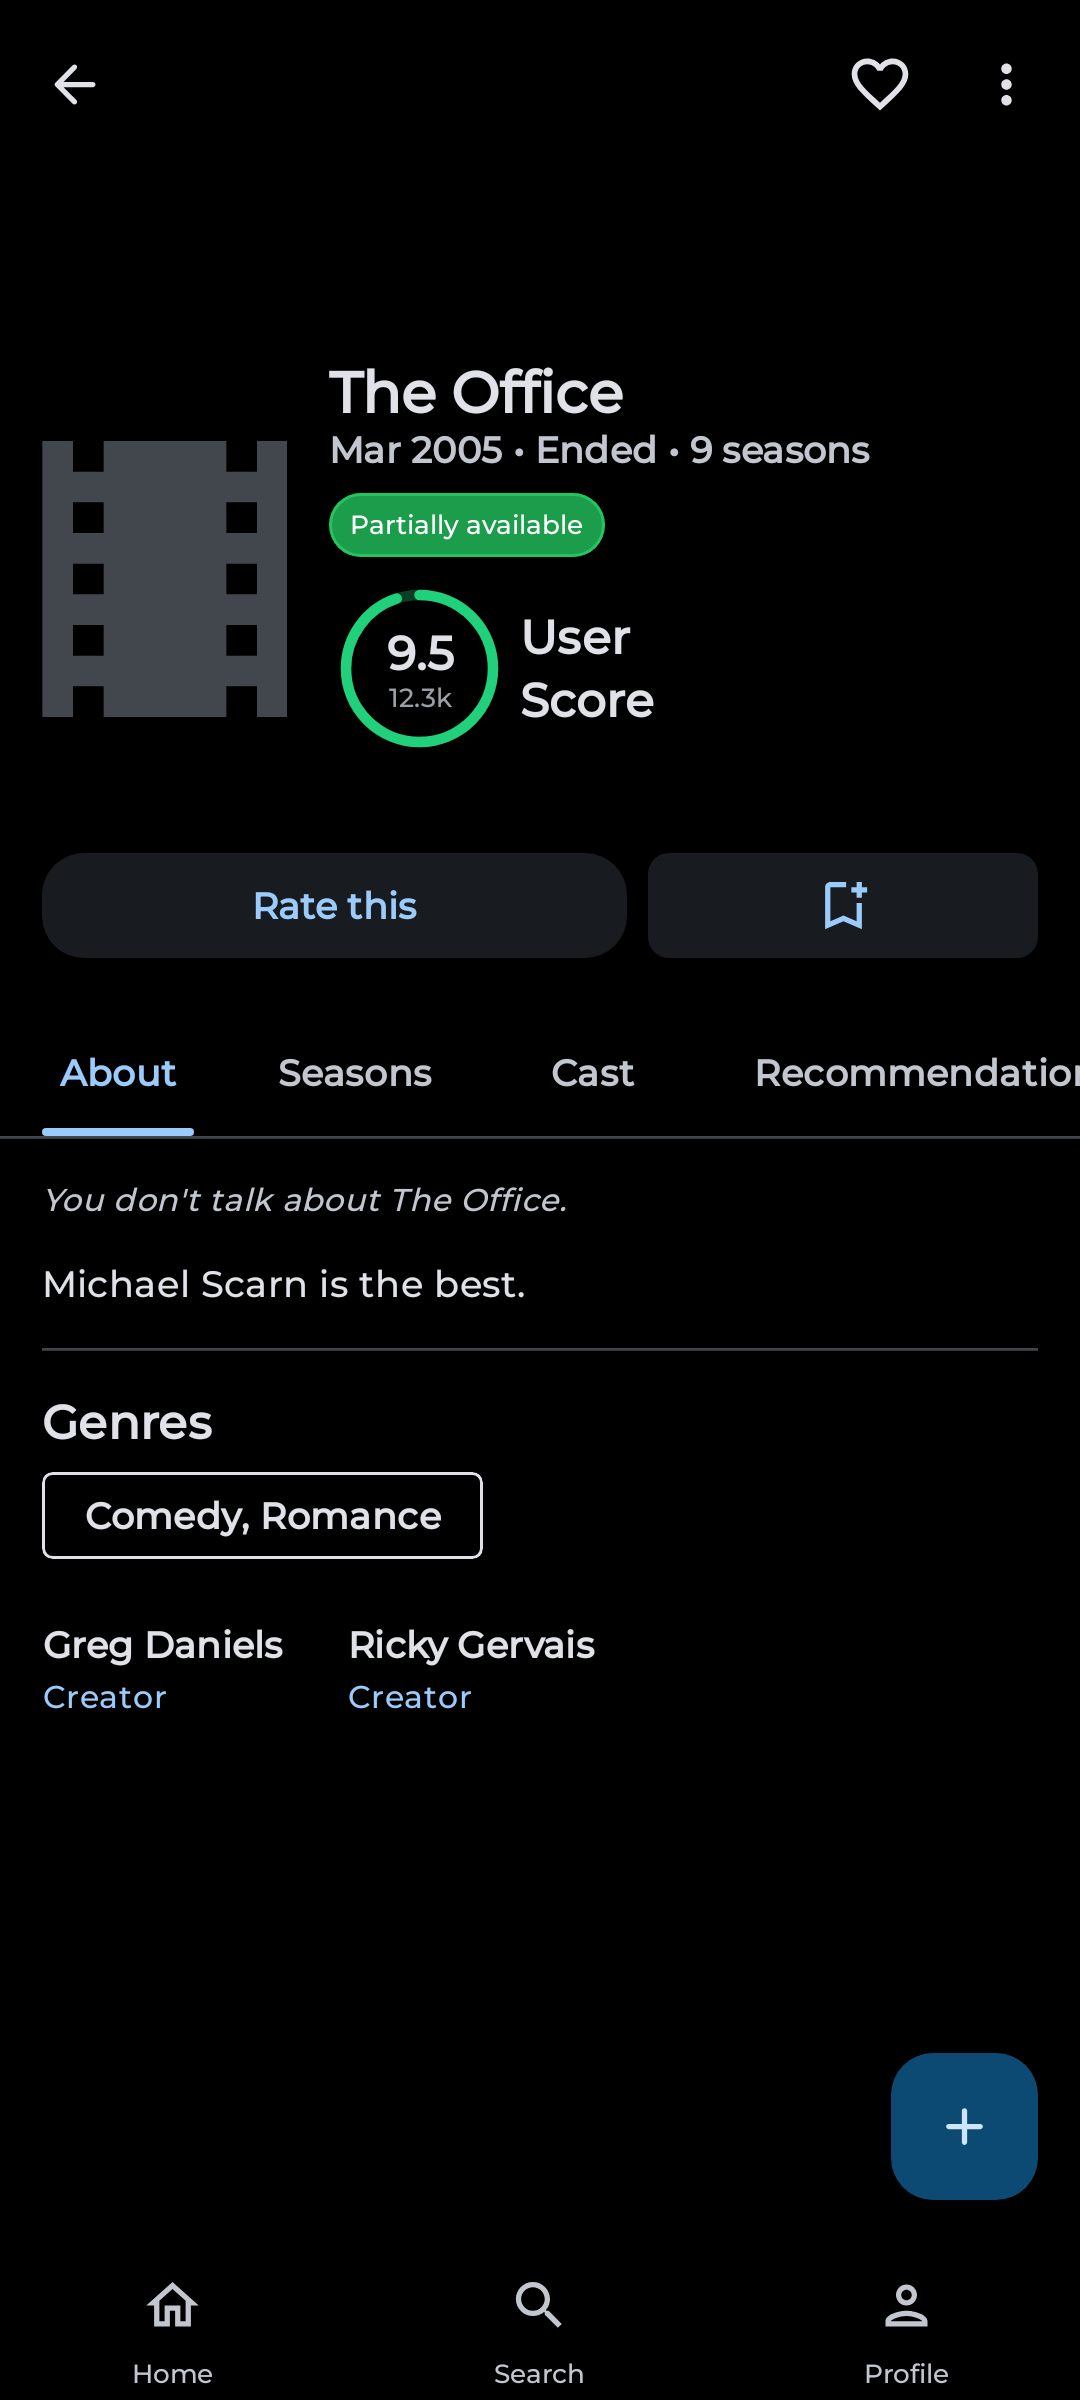 The Office
Mar 2005 • Ended • 9 seasons
Partially available
9.5
12.3k
User
Score
Rate this
About
Seasons
Cast
Recommendation
You don't talk about The Office.
Michael Scarn is the best.
Genres
Comedy, Romance
Greg Daniels
Creator
Ricky Gervais
Creator
Home
Search
Profile